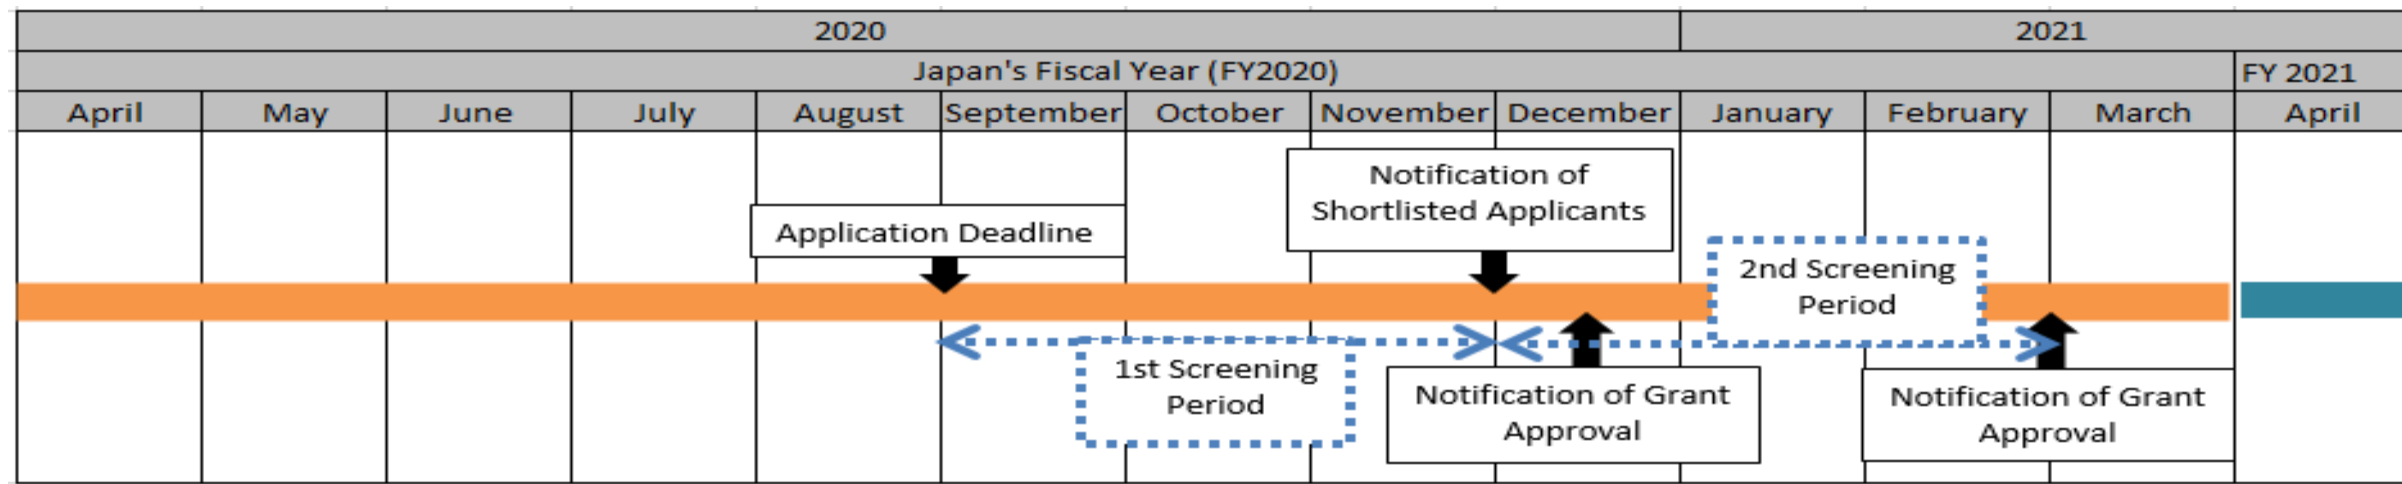 2020 2021
Japan's Fiscal Year (FY2020) FY 2021
April May June July August September October November December January February March April
Notification of
Shortlisted Applicants
Application Deadline
2nd Screening
Period
1st Screening
Period
Notification of Grant
Approval
Notification of Grant
Approval